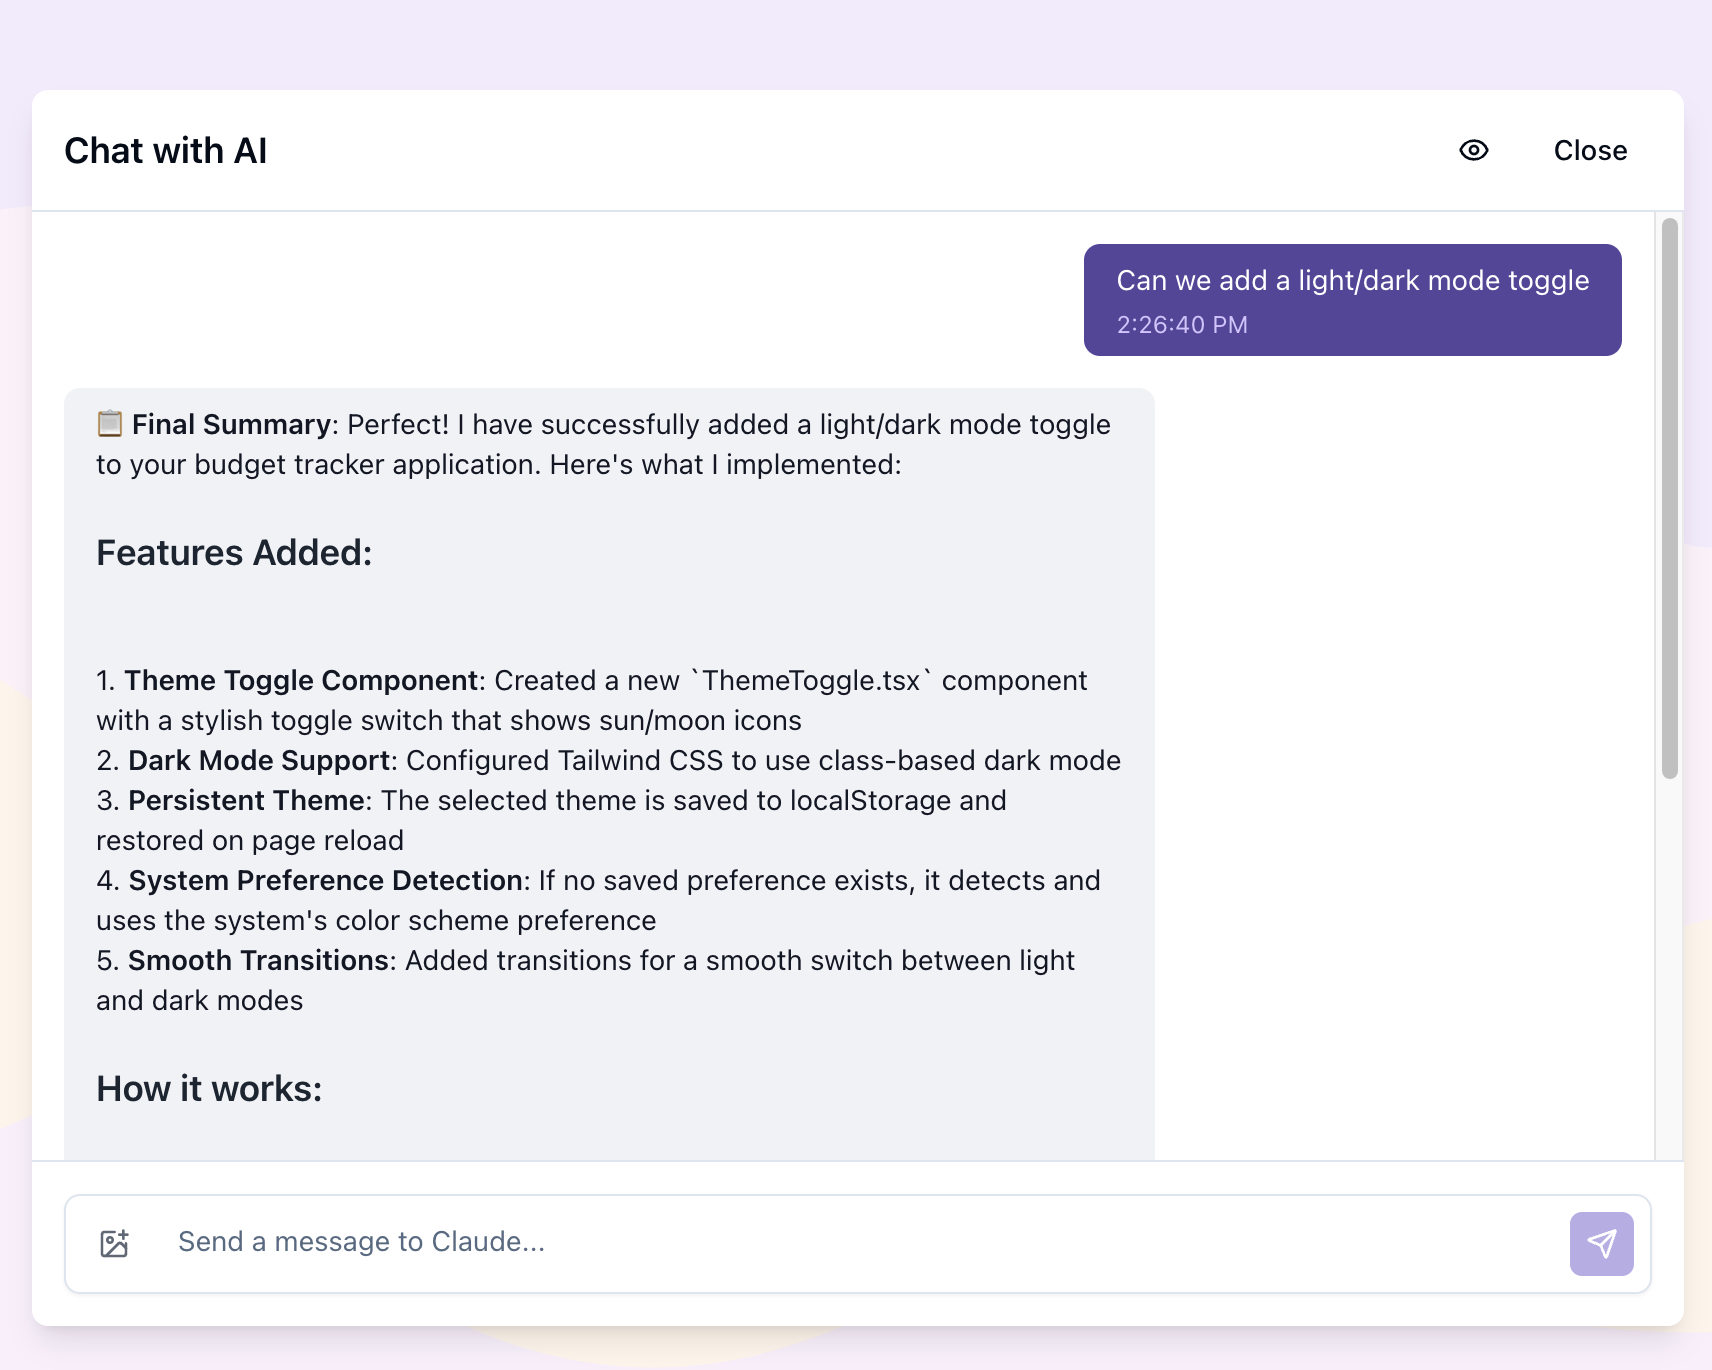 Chat with AI
Close
Can we add a light/dark mode toggle
2:26:40 PM
📋 Final Summary: Perfect! I have successfully added a light/dark mode toggle
to your budget tracker application. Here's what I implemented:
Features Added:
1. Theme Toggle Component: Created a new `ThemeToggle.tsx` component
with a stylish toggle switch that shows sun/moon icons
2. Dark Mode Support: Configured Tailwind CSS to use class-based dark mode
3. Persistent Theme: The selected theme is saved to localStorage and
restored on page reload
4. System Preference Detection: If no saved preference exists, it detects and
uses the system's color scheme preference
5. Smooth Transitions: Added transitions for a smooth switch between light
and dark modes
How it works:
Send a message to Claude...